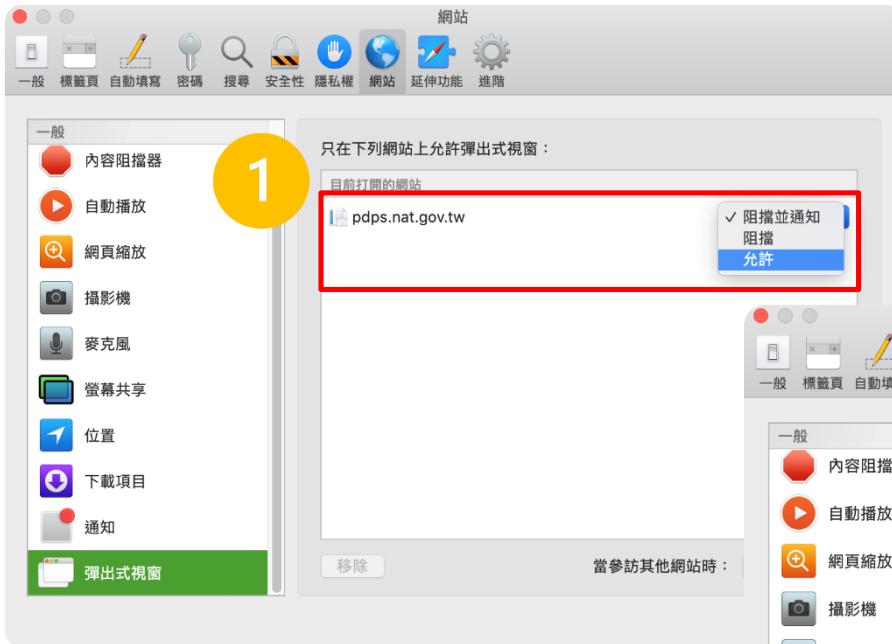 網站
一般 標籤頁 自動填寫 密碼 搜尋 安全性 隱私權 網站 延伸功能 進階
一般
內容阻擋器
自動播放
網頁縮放
攝影機
麥克風
螢幕共享
位置
下載項目
通知
彈出式視窗
1
只在下列網站上允許彈出式視窗：
目前打開的網站
pdps.nat.gov.tw
✓ 阻擋並通知
阻擋
允許
移除
當參訪其他網站時：
一般 標籤頁 自動填
一般
內容阻擋
自動播放
網頁縮放
攝影機